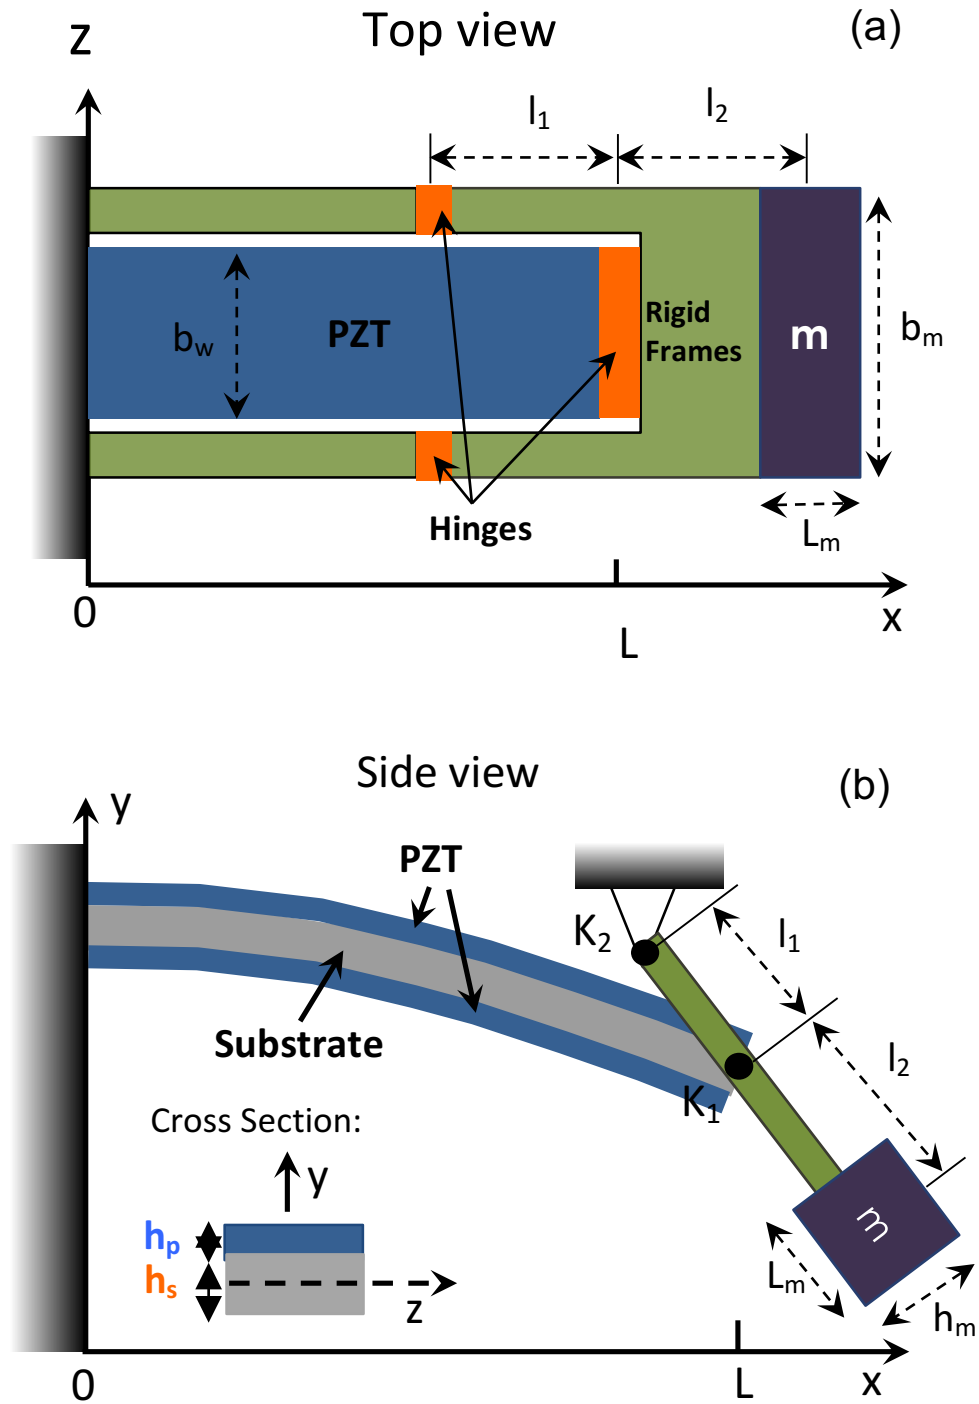 Top view
(a)
z
l₁
l₂
bw
PZT
Rigid
Frames
m
bm
Hinges
Lm
0
L
x
Side view
(b)
y
PZT
K₂
l₁
Substrate
l₂
K₁
Cross Section:
y
hp
hs
z
m
Lm
hm
0
L
x